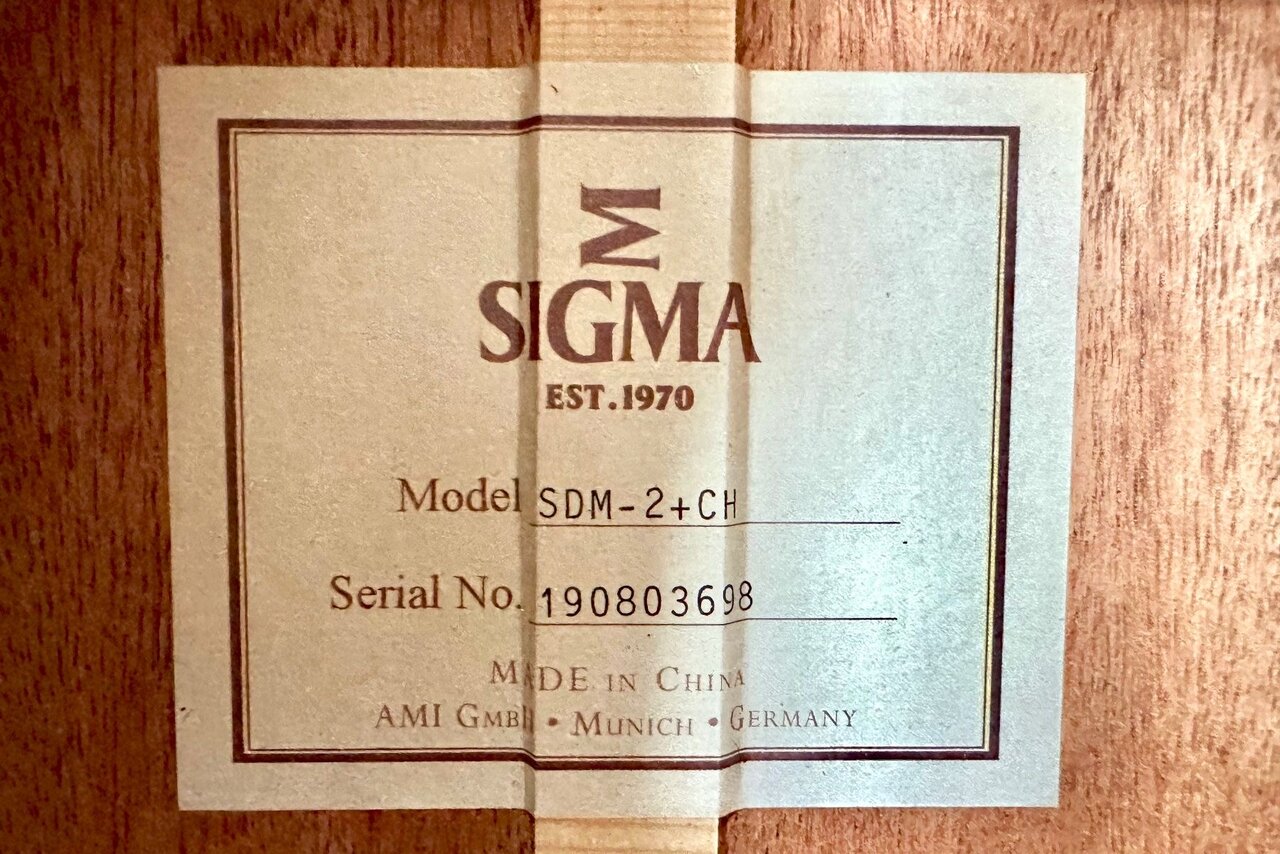 SIGMA
EST.1970
Model SDM-2+CH
Serial No. 190803698
MADE IN CHINA
AMI GMBH • MUNICH • GERMANY